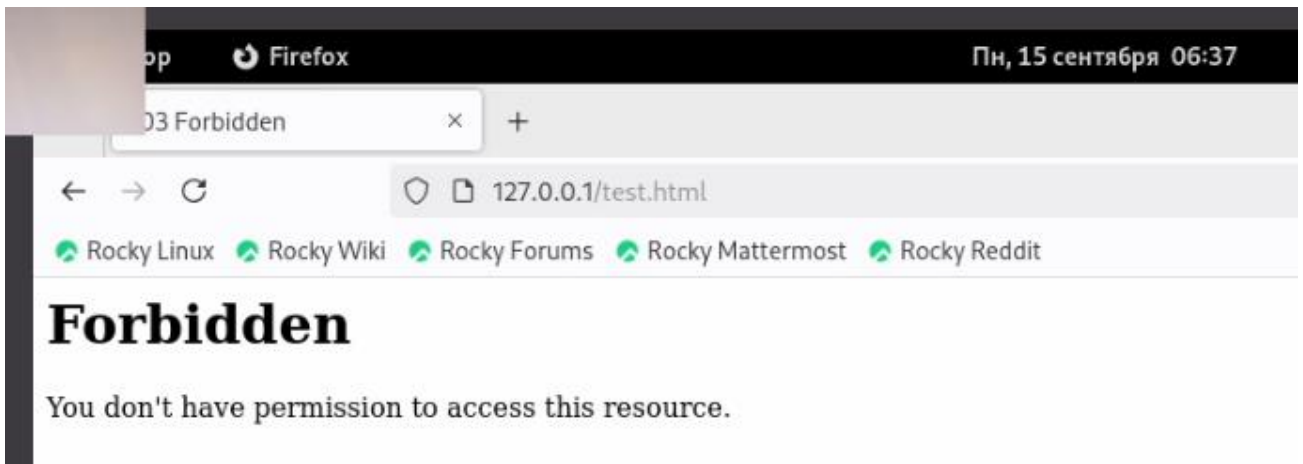 Firefox Пн, 15 сентября 06:37
Forbidden
127.0.0.1/test.html
Rocky Linux Rocky Wiki Rocky Forums Rocky Mattermost Rocky Reddit
Forbidden
You don't have permission to access this resource.